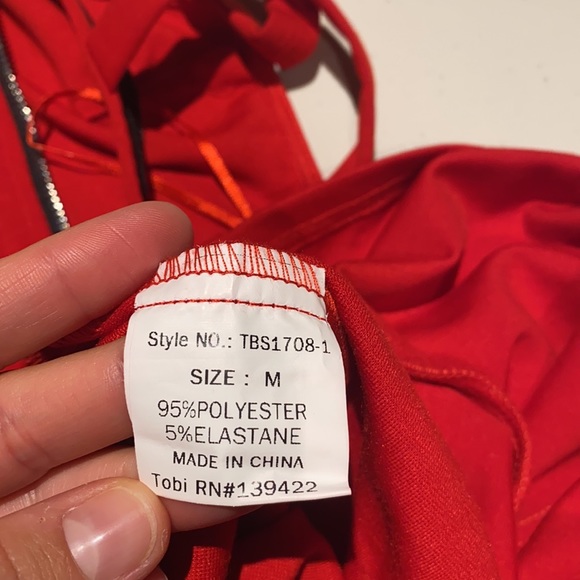 Style NO.: TBS1708-1
SIZE : M
95%POLYESTER
5%ELASTANE
MADE IN CHINA
Tobi RN#139422